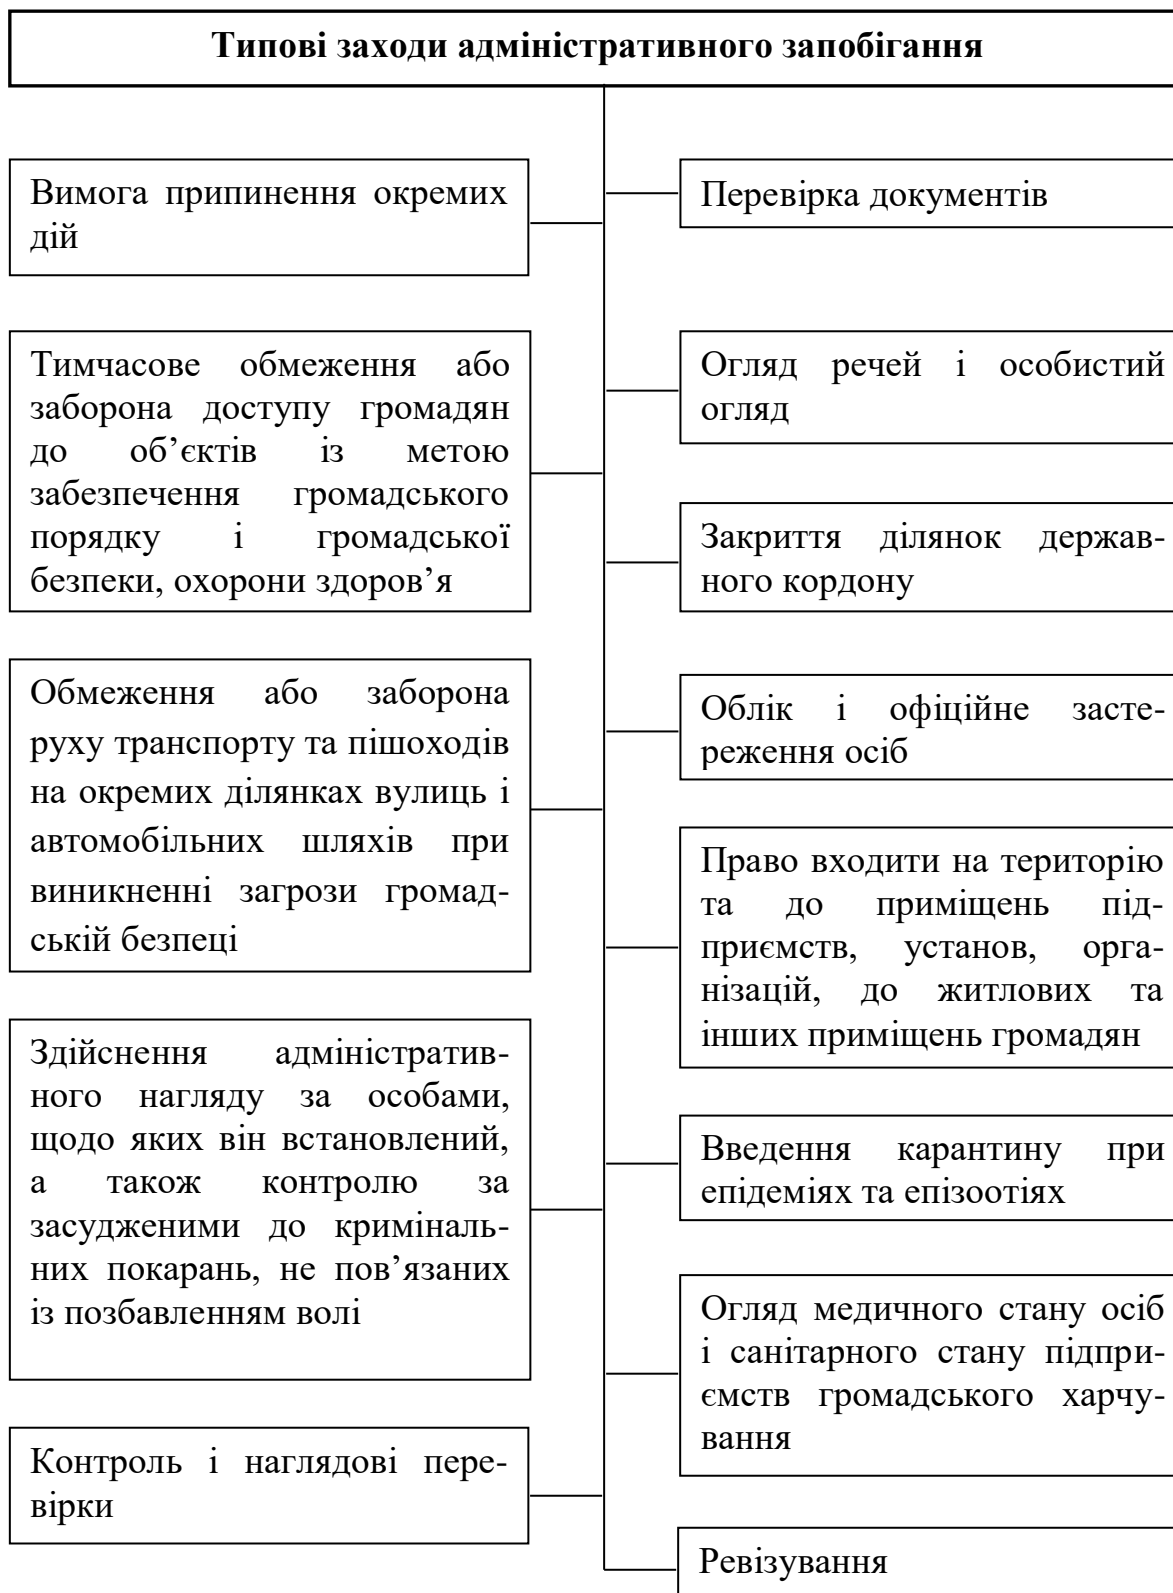 Типові заходи адміністративного запобігання
Вимога припинення окремих
дій
Тимчасове обмеження або
заборона доступу громадян
до об’єктів із метою
забезпечення громадського
порядку і громадської
безпеки, охорони здоров’я
Обмеження або заборона
руху транспорту та пішоходів
на окремих ділянках вулиць і
автомобільних шляхів при
виникненні загрози громад-
ській безпеці
Здійснення адміністратив-
ного нагляду за особами,
щодо яких він встановлений,
а також контролю за
засудженими до криміналь-
них покарань, не пов’язаних
із позбавленням волі
Контроль і наглядові пере-
вірки
Перевірка документів
Огляд речей і особистий
огляд
Закриття ділянок держав-
ного кордону
Облік і офіційне засте-
реження осіб
Право входити на територію
та до приміщень під-
приємств, установ, орга-
нізацій, до житлових та
інших приміщень громадян
Введення карантину при
епідеміях та епізоотіях
Огляд медичного стану осіб
і санітарного стану підпри-
ємств громадського харчу-
вання
Ревізування